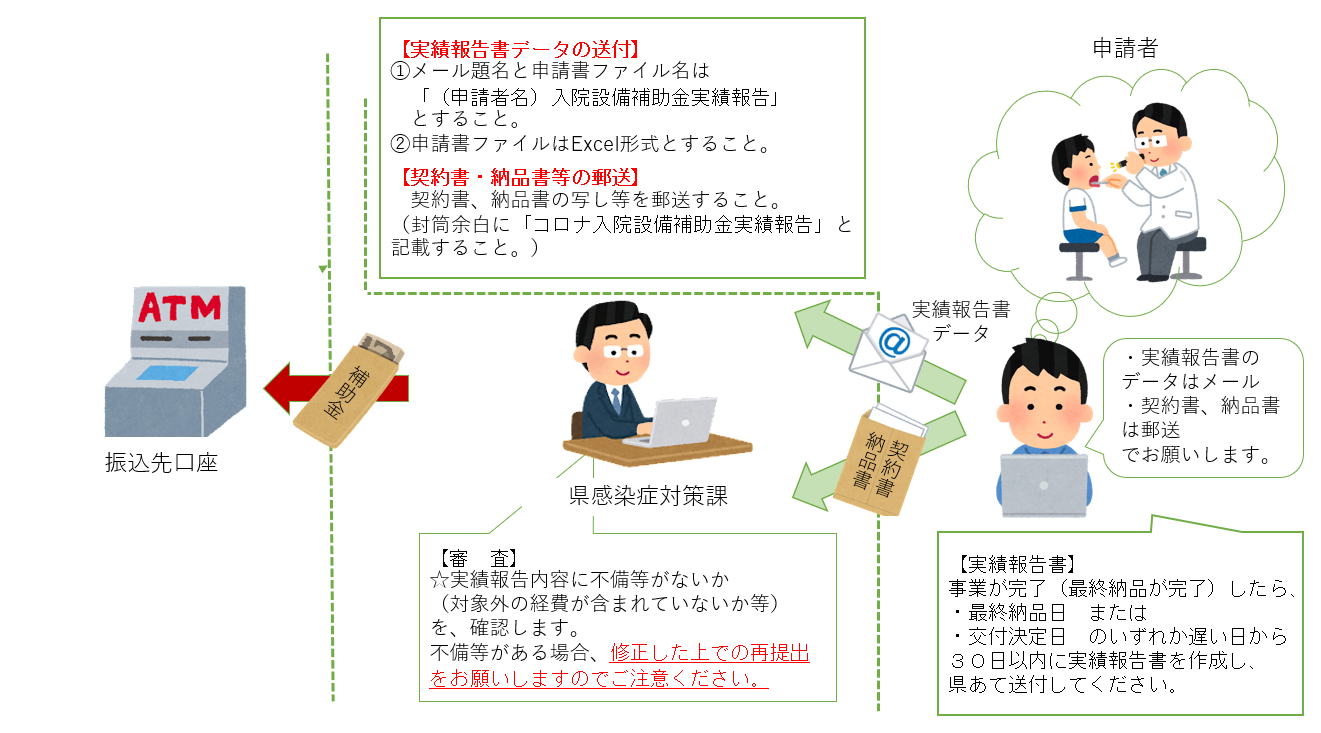 【実績報告書データの送付】
①メール題名と申請書ファイル名は
「（申請者名）入院設備補助金実績報告」
とすること。
②申請書ファイルはExcel形式とすること。
【契約書・納品書等の郵送】
契約書、納品書の写し等を郵送すること。
（封筒余白に「コロナ入院設備補助金実績報告」と
記載すること。）
申請者
実績報告書
データ
・実績報告書の
データはメール
・契約書、納品書
は郵送
でお願いします。
ATM
補助金
振込先口座
@
契約書
納品書
県感染症対策課
【審　査】
☆実績報告内容に不備等がないか
（対象外の経費が含まれていないか等）
を、確認します。
不備等がある場合、修正した上での再提出
をお願いしますのでご注意ください。
【実績報告書】
事業が完了（最終納品が完了）したら、
・最終納品日　または
・交付決定日　のいずれか遅い日から
３０日以内に実績報告書を作成し、
県あて送付してください。